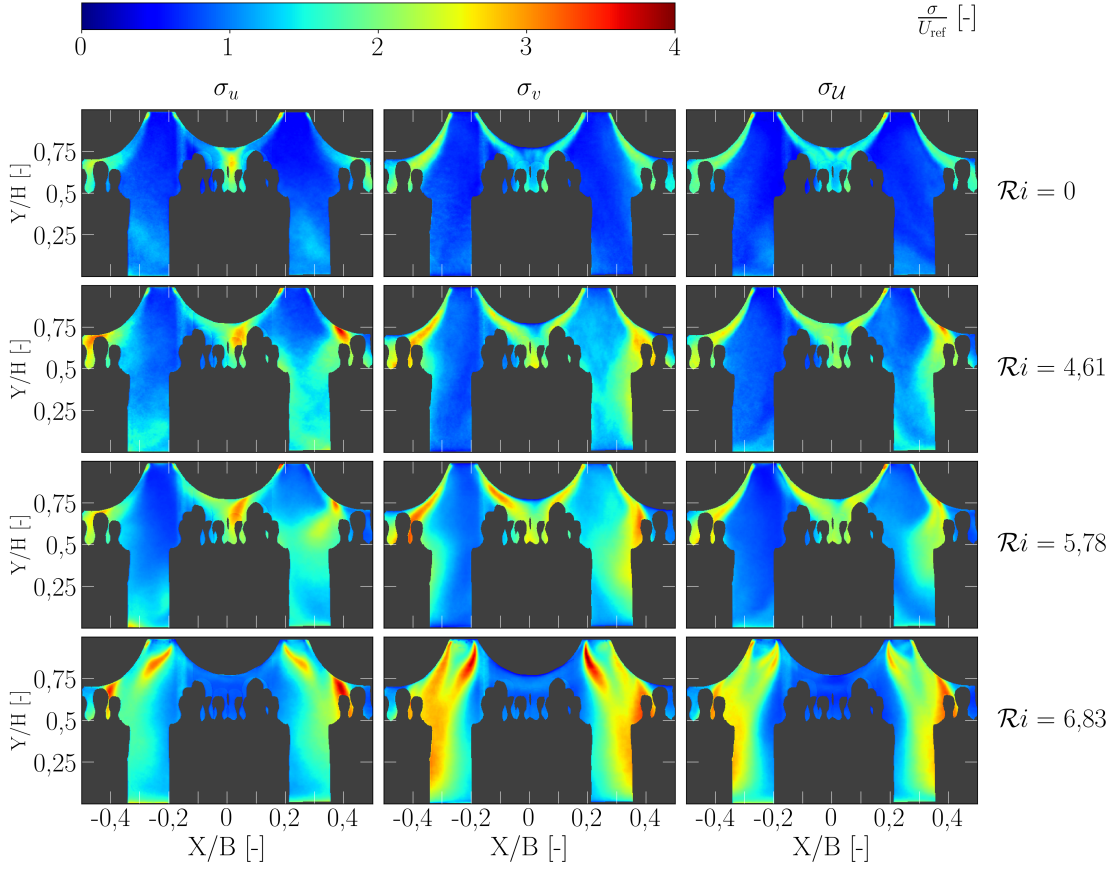 0 1 2 3 4
σ/U_ref [-]
σ_u σ_v σ_𝒰
Y/H [-] 0,75 0,5 0,25
ℛi = 0
Y/H [-] 0,75 0,5 0,25
ℛi = 4,61
Y/H [-] 0,75 0,5 0,25
ℛi = 5,78
Y/H [-] 0,75 0,5 0,25
ℛi = 6,83
-0,4 -0,2 0 0,2 0,4 -0,4 -0,2 0 0,2 0,4 -0,4 -0,2 0 0,2 0,4
X/B [-] X/B [-] X/B [-]